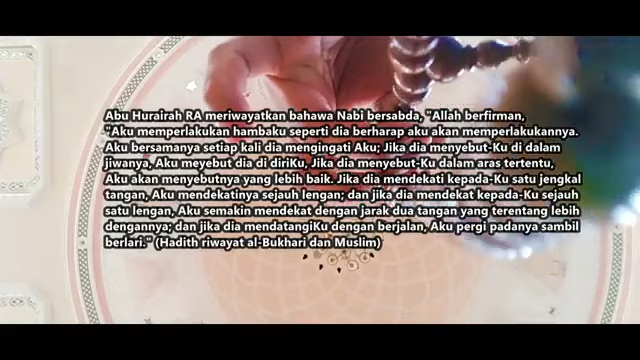 Abu Hurairah RA meriwayatkan bahawa Nabi bersabda, "Allah berfirman,
"Aku memperlakukan hambaku seperti dia berharap aku akan memperlakukannya.
Aku bersamanya setiap kali dia mengingati Aku; Jika dia menyebut-Ku di dalam
jiwanya, Aku meyebut dia di diriKu, Jika dia menyebut-Ku dalam aras tertentu,
Aku akan menyebutnya yang lebih baik. Jika dia mendekati kepada-Ku satu jengkal
tangan, Aku mendekatinya sejauh lengan; dan jika dia mendekat kepada-Ku sejauh
satu lengan, Aku semakin mendekat dengan jarak dua tangan yang terentang lebih
dengannya; dan jika dia mendatangiKu dengan berjalan, Aku pergi padanya sambil
berlari." (Hadith riwayat al-Bukhari dan Muslim)